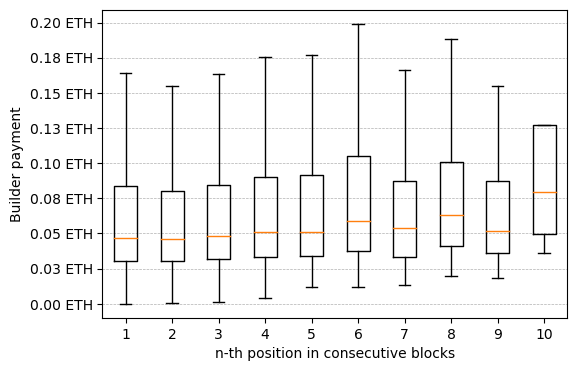 0.20 ETH
0.18 ETH
0.15 ETH
0.13 ETH
0.10 ETH
0.08 ETH
0.05 ETH
0.03 ETH
0.00 ETH
Builder payment
1 2 3 4 5 6 7 8 9 10
n-th position in consecutive blocks